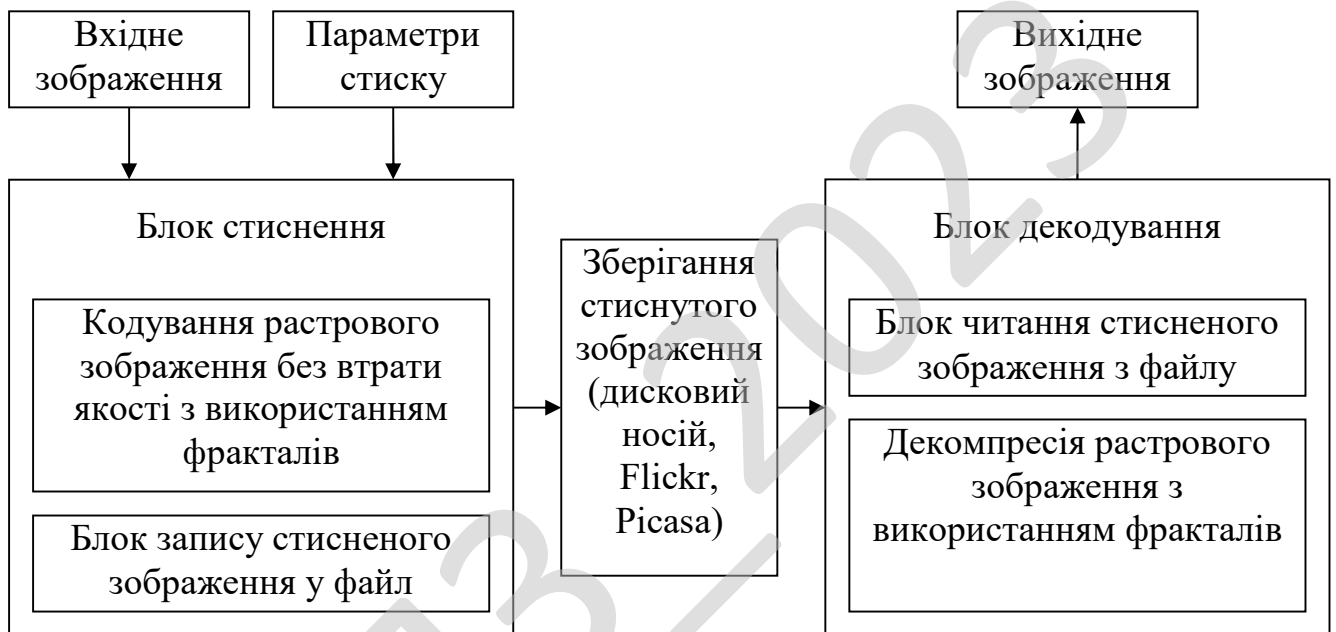 Вхідне
зображення
Параметри
стиску
Вихідне
зображення
Блок стиснення
Кодування растрового
зображення без втрати
якості з використанням
фракталів
Блок запису стисненого
зображення у файл
Зберігання
стиснутого
зображення
(дисковий
носій,
Flickr,
Picasa)
Блок декодування
Блок читання стисненого
зображення з файлу
Декомпресія растрового
зображення з
використанням фракталів